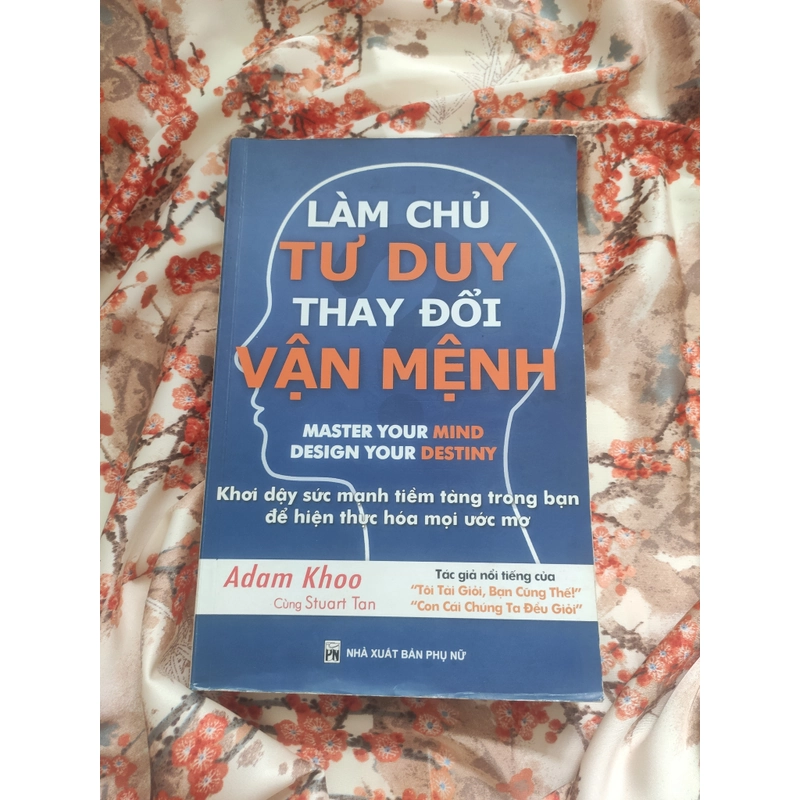 LÀM CHỦ
TƯ DUY
THAY ĐỔI
VẬN MỆNH
MASTER YOUR MIND
DESIGN YOUR DESTINY
Khơi dậy sức mạnh tiềm tàng trong bạn
để hiện thực hóa mọi ước mơ
Adam Khoo
Cùng Stuart Tan
Tác giả nổi tiếng của
"Tôi Tài Giỏi, Bạn Cũng Thế!"
"Con Cái Chúng Ta Đều Giỏi"
PN NHÀ XUẤT BẢN PHỤ NỮ